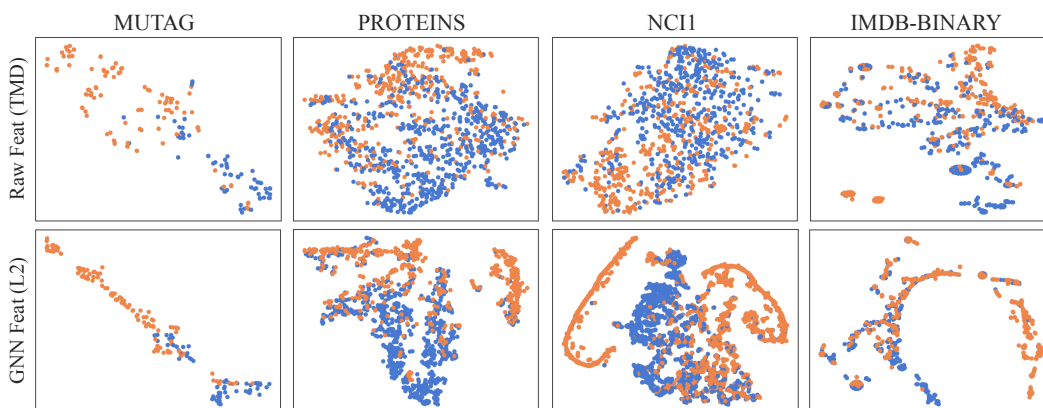 MUTAG
PROTEINS
NCI1
IMDB-BINARY
Raw Feat (TMD)
GNN Feat (L2)